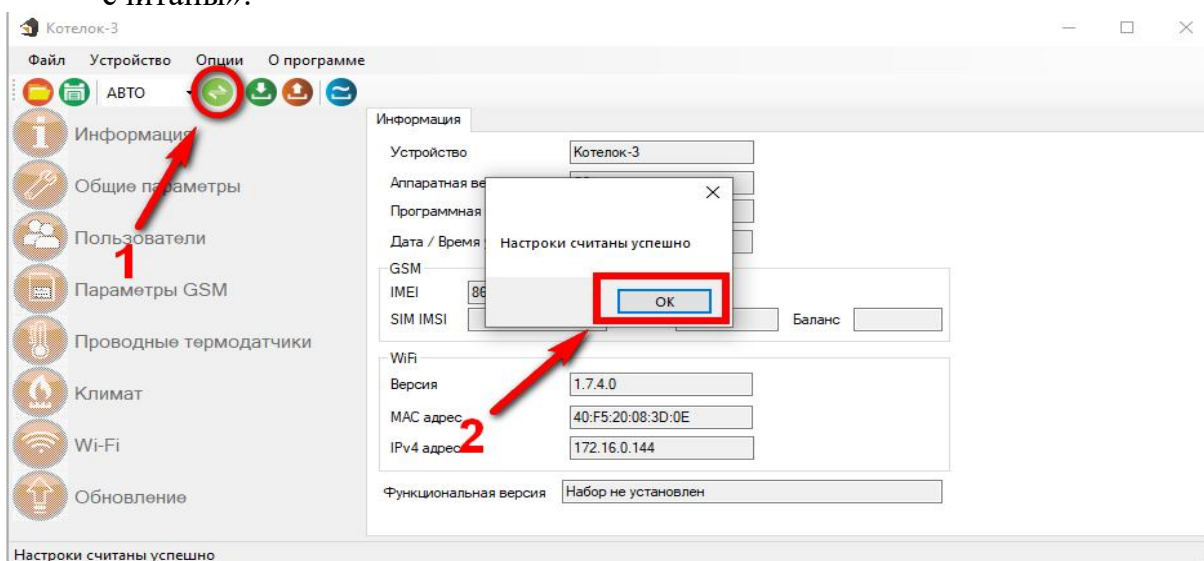 считаны».
Котелок-3
Файл Устройство Опции О программе
АВТО
Информация
Общие параметры
Пользователи
Параметры GSM
Проводные термодатчики
Климат
Wi-Fi
Обновление
1
Информация
Устройство Котелок-3
Аппаратная ве
Программная
Дата / Время
GSM
IMEI 86
SIM IMSI
Баланс
Настроки считаны успешно
ОК
2
WiFi
Версия 1.7.4.0
MAC адрес 40:F5:20:08:3D:0E
IPv4 адрес 172.16.0.144
Функциональная версия Набор не установлен
Настроки считаны успешно